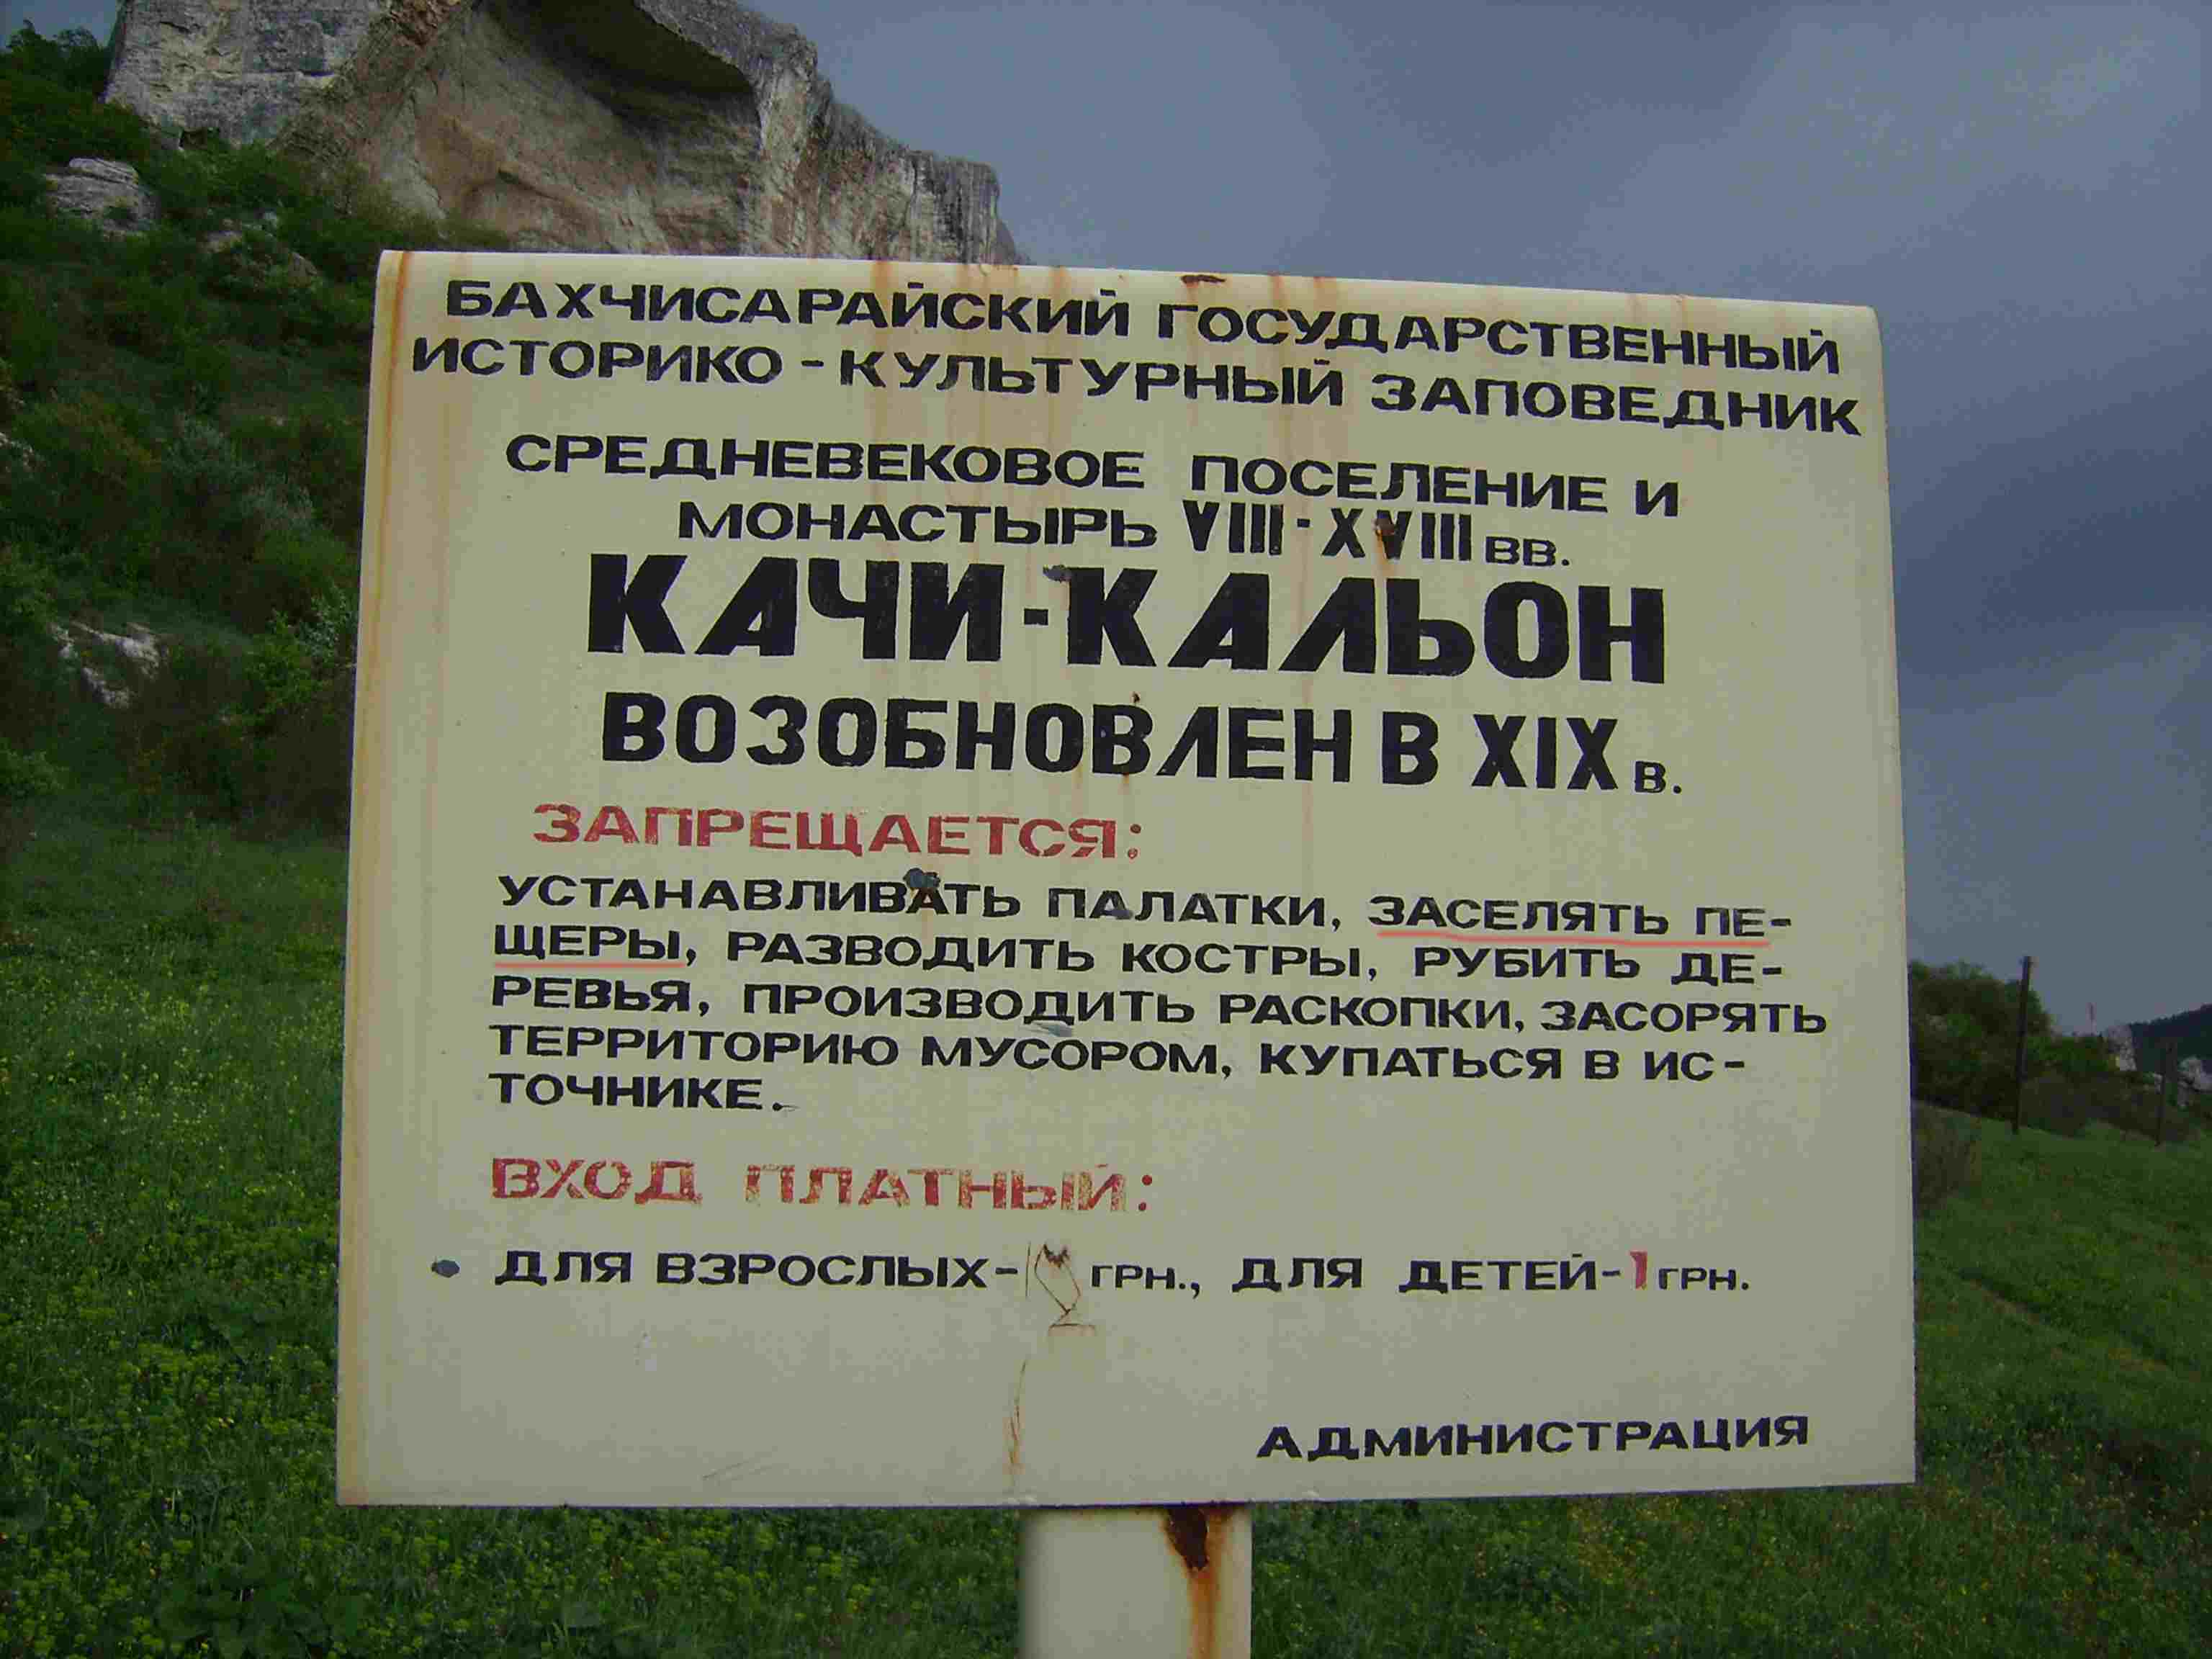 БАХЧИСАРАЙСКИЙ ГОСУДАРСТВЕННЫЙ
ИСТОРИКО-КУЛЬТУРНЫЙ ЗАПОВЕДНИК
СРЕДНЕВЕКОВОЕ ПОСЕЛЕНИЕ И
МОНАСТЫРЬ VIII-XVIII ВВ.
КАЧИ-КАЛЬОН
ВОЗОБНОВЛЕН В XIX В.
ЗАПРЕЩАЕТСЯ:
УСТАНАВЛИВАТЬ ПАЛАТКИ, ЗАСЕЛЯТЬ ПЕ-
ЩЕРЫ, РАЗВОДИТЬ КОСТРЫ, РУБИТЬ ДЕ-
РЕВЬЯ, ПРОИЗВОДИТЬ РАСКОПКИ, ЗАСОРЯТЬ
ТЕРРИТОРИЮ МУСОРОМ, КУПАТЬСЯ В ИС-
ТОЧНИКЕ.
ВХОД ПЛАТНЫЙ:
ДЛЯ ВЗРОСЛЫХ- ГРН., ДЛЯ ДЕТЕЙ-1 ГРН.
АДМИНИСТРАЦИЯ